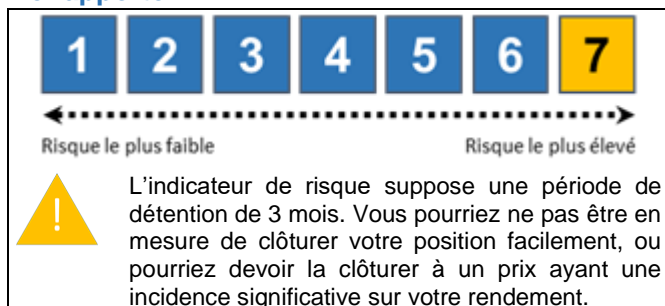 1 2 3 4 5 6 7
Risque le plus faible Risque le plus élevé
!
L'indicateur de risque suppose une période de
détention de 3 mois. Vous pourriez ne pas être en
mesure de clôturer votre position facilement, ou
pourriez devoir la clôturer à un prix ayant une
incidence significative sur votre rendement.